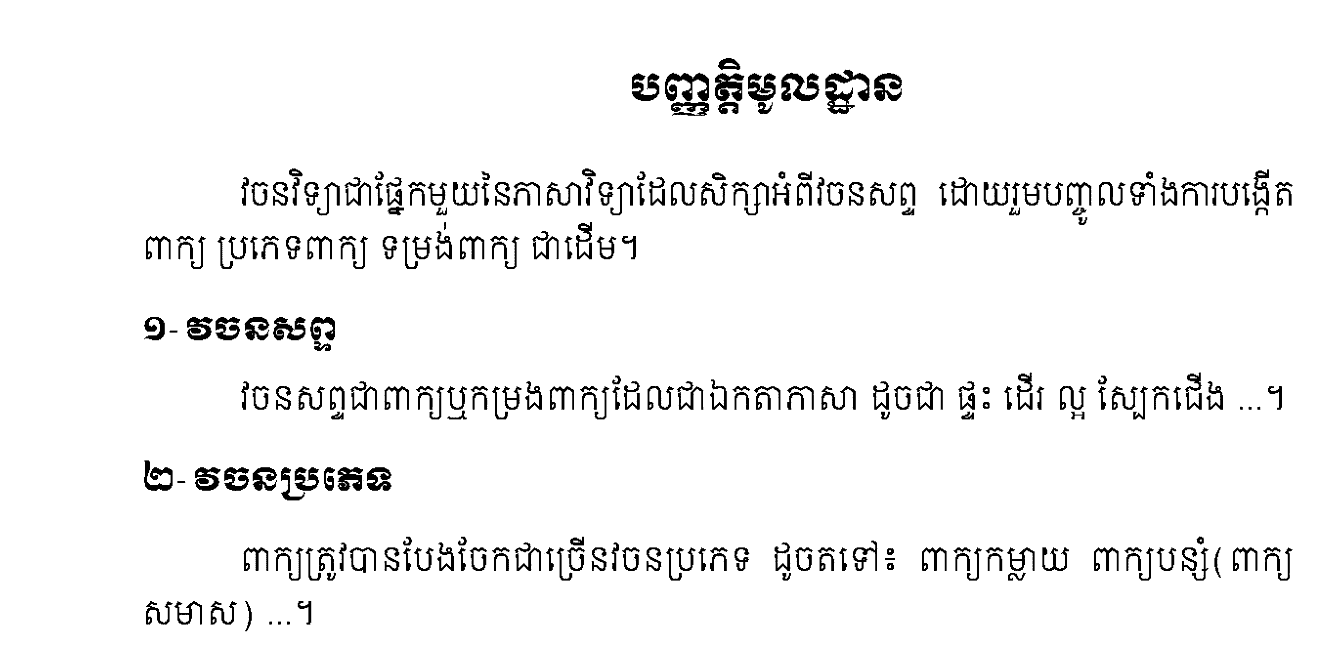 បញ្ញត្តិមូលដ្ឋាន
វចនវិទ្យាជាផ្នែកមួយនៃភាសាវិទ្យាដែលសិក្សាអំពីវចនសព្ទ ដោយរួមបញ្ចូលទាំងការបង្កើត
ពាក្យ ប្រភេទពាក្យ ទម្រង់ពាក្យ ជាដើម។
១- វចនសព្ទ
វចនសព្ទជាពាក្យឬកម្រងពាក្យដែលជាឯកតាភាសា ដូចជា ផ្ទះ ដើរ ល្អ ស្បែកជើង ...។
២- វចនប្រភេទ
ពាក្យត្រូវបានបែងចែកជាច្រើនវចនប្រភេទ ដូចតទៅ៖ ពាក្យកម្លាយ ពាក្យបន្សំ(ពាក្យ
សមាស) ...។